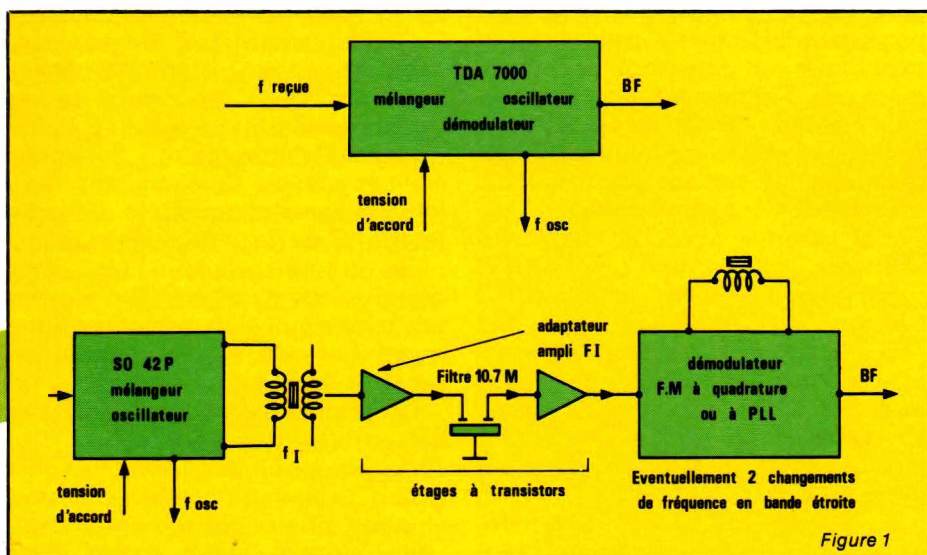 TDA 7000
mélangeur oscillateur
démodulateur
f reçue
BF
tension
d'accord
f osc
SO 42 P
mélangeur
oscillateur
tension
d'accord
f osc
f I
adaptateur
ampli F I
Filtre 10.7 M
étages à transistors
démodulateur
F.M à quadrature
ou à PLL
BF
Eventuellement 2 changements
de fréquence en bande étroite
Figure 1